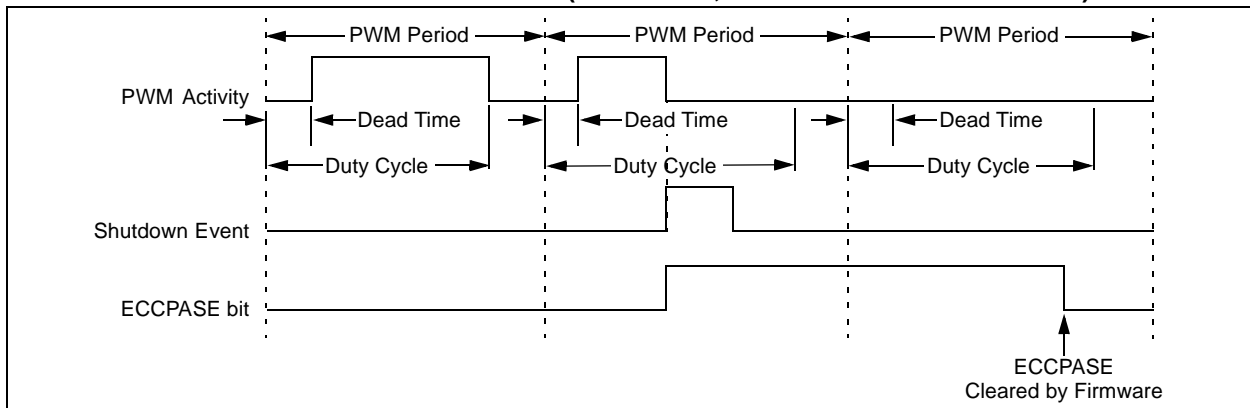 PWM Period PWM Period PWM Period
PWM Activity
Dead Time Dead Time Dead Time
Duty Cycle Duty Cycle Duty Cycle
Shutdown Event
ECCPASE bit
ECCPASE
Cleared by Firmware